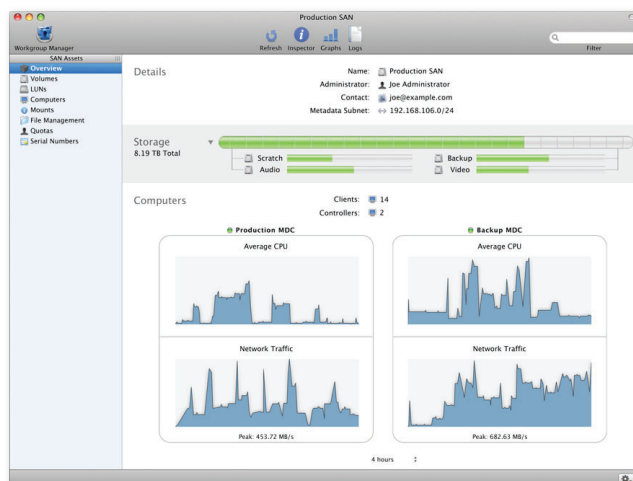 Production SAN
Workgroup Manager
Refresh Inspector Graphs Logs
Filter
SAN Assets
Overview
Volumes
LUNs
Computers
Mounts
File Management
Quotas
Serial Numbers
Details
Name: Production SAN
Administrator: Joe Administrator
Contact: joe@example.com
Metadata Subnet: 192.168.106.0/24
Storage
8.19 TB Total
Scratch Backup
Audio Video
Computers
Clients: 14
Controllers: 2
Production MDC
Average CPU
Network Traffic
Peak: 453.72 MB/s
Backup MDC
Average CPU
Network Traffic
Peak: 682.63 MB/s
4 hours